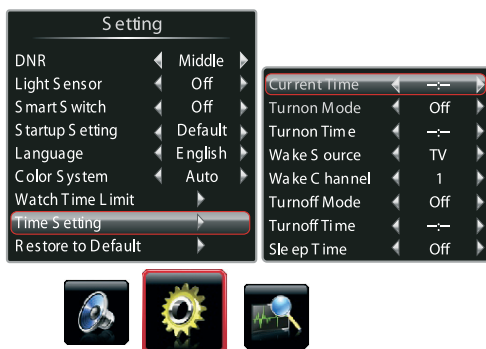 Setting
DNR Middle
Light Sensor Off
Smart Switch Off
Startup Setting Default
Language English
Color System Auto
Watch Time Limit
Time Setting
Restore to Default
Current Time –:–
Turnon Mode Off
Turnon Time –:–
Wake Source TV
Wake Channel 1
Turnoff Mode Off
Turnoff Time –:–
Sleep Time Off